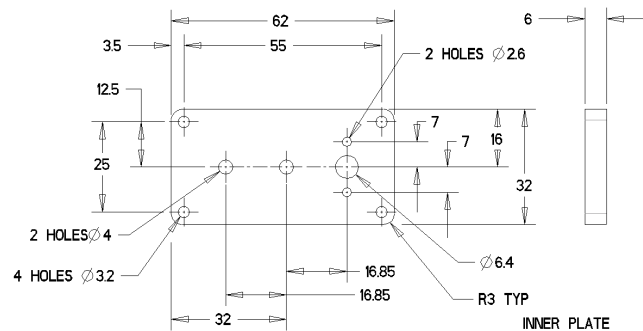 62
6
3.5
55
2 HOLES ∅2.6
12.5
7
7
16
25
32
2 HOLES∅4
∅6.4
4 HOLES ∅3.2
16.85
16.85
R3 TYP
32
INNER PLATE